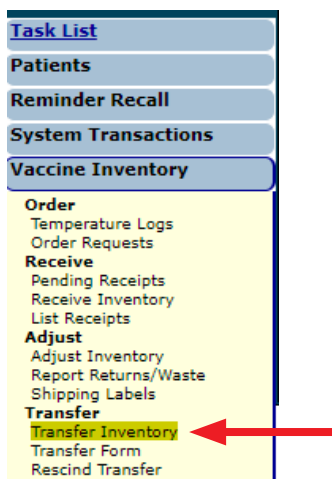 Task List
Patients
Reminder Recall
System Transactions
Vaccine Inventory
Order
Temperature Logs
Order Requests
Receive
Pending Receipts
Receive Inventory
List Receipts
Adjust
Adjust Inventory
Report Returns/Waste
Shipping Labels
Transfer
Transfer Inventory
Transfer Form
Rescind Transfer